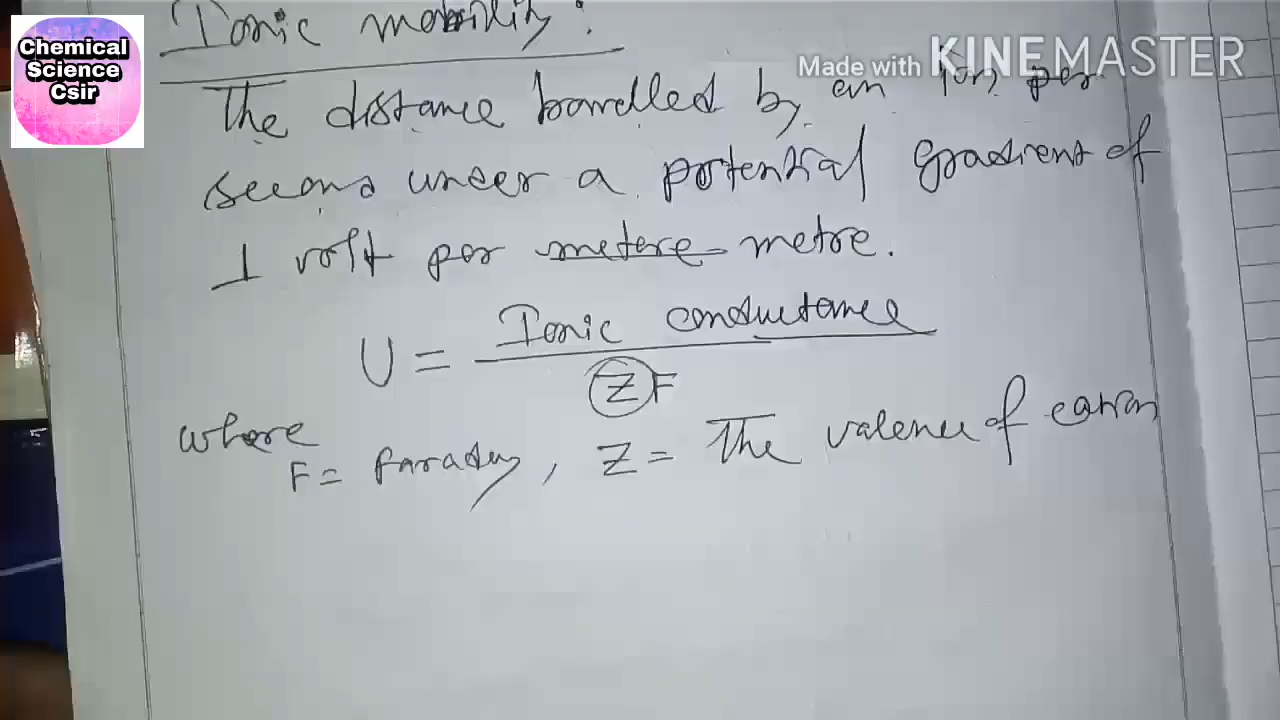 Ionic mobility :
Chemical
Science
Csir
Made with KINEMASTER
The distance travelled by an ion per
second under a potential gradient of
1 volt per metere metre.
U = Ionic conductance
ZF
where
F = faraday, Z = The valence of cation